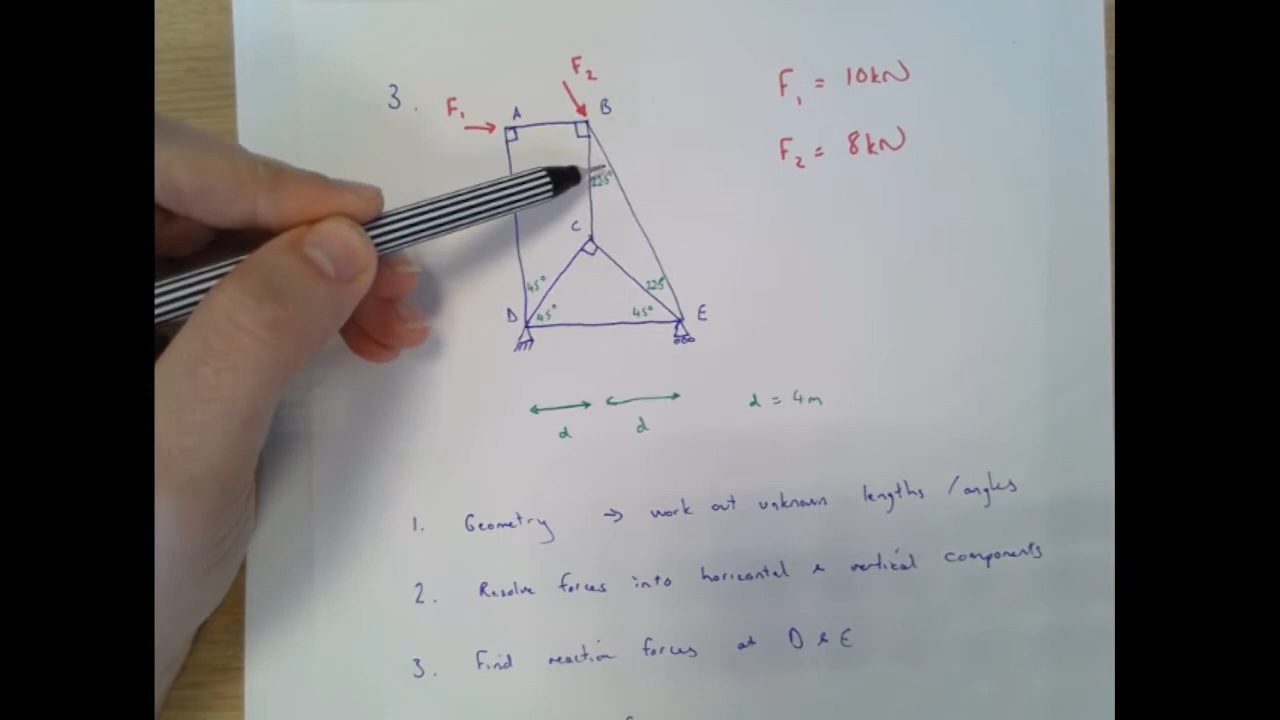 3.
F₁
A
F₂
B
F₁ = 10kN
F₂ = 8kN
22.5°
C
45°
22.5
D
45°
45°
E
d
d
d = 4m
1. Geometry → work out unknown lengths / angles
2. Resolve forces into horizontal & vertical components
3. Find reaction forces at D & E